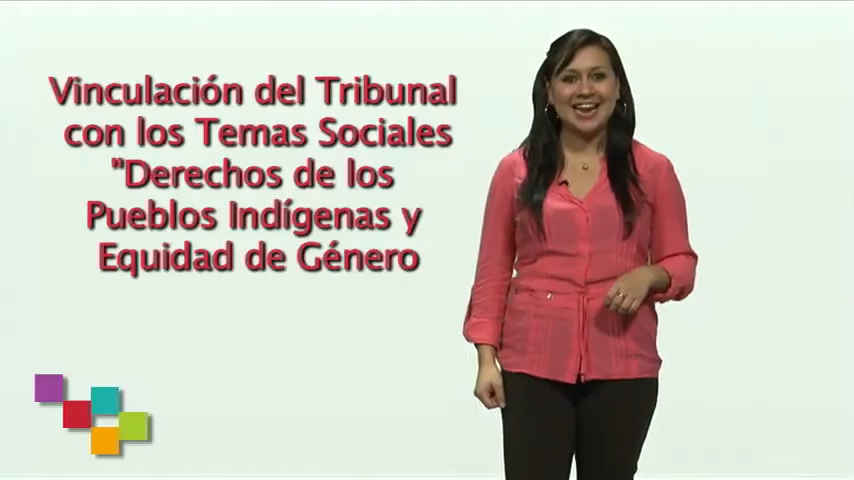 Vinculación del Tribunal
con los Temas Sociales
"Derechos de los
Pueblos Indígenas y
Equidad de Género